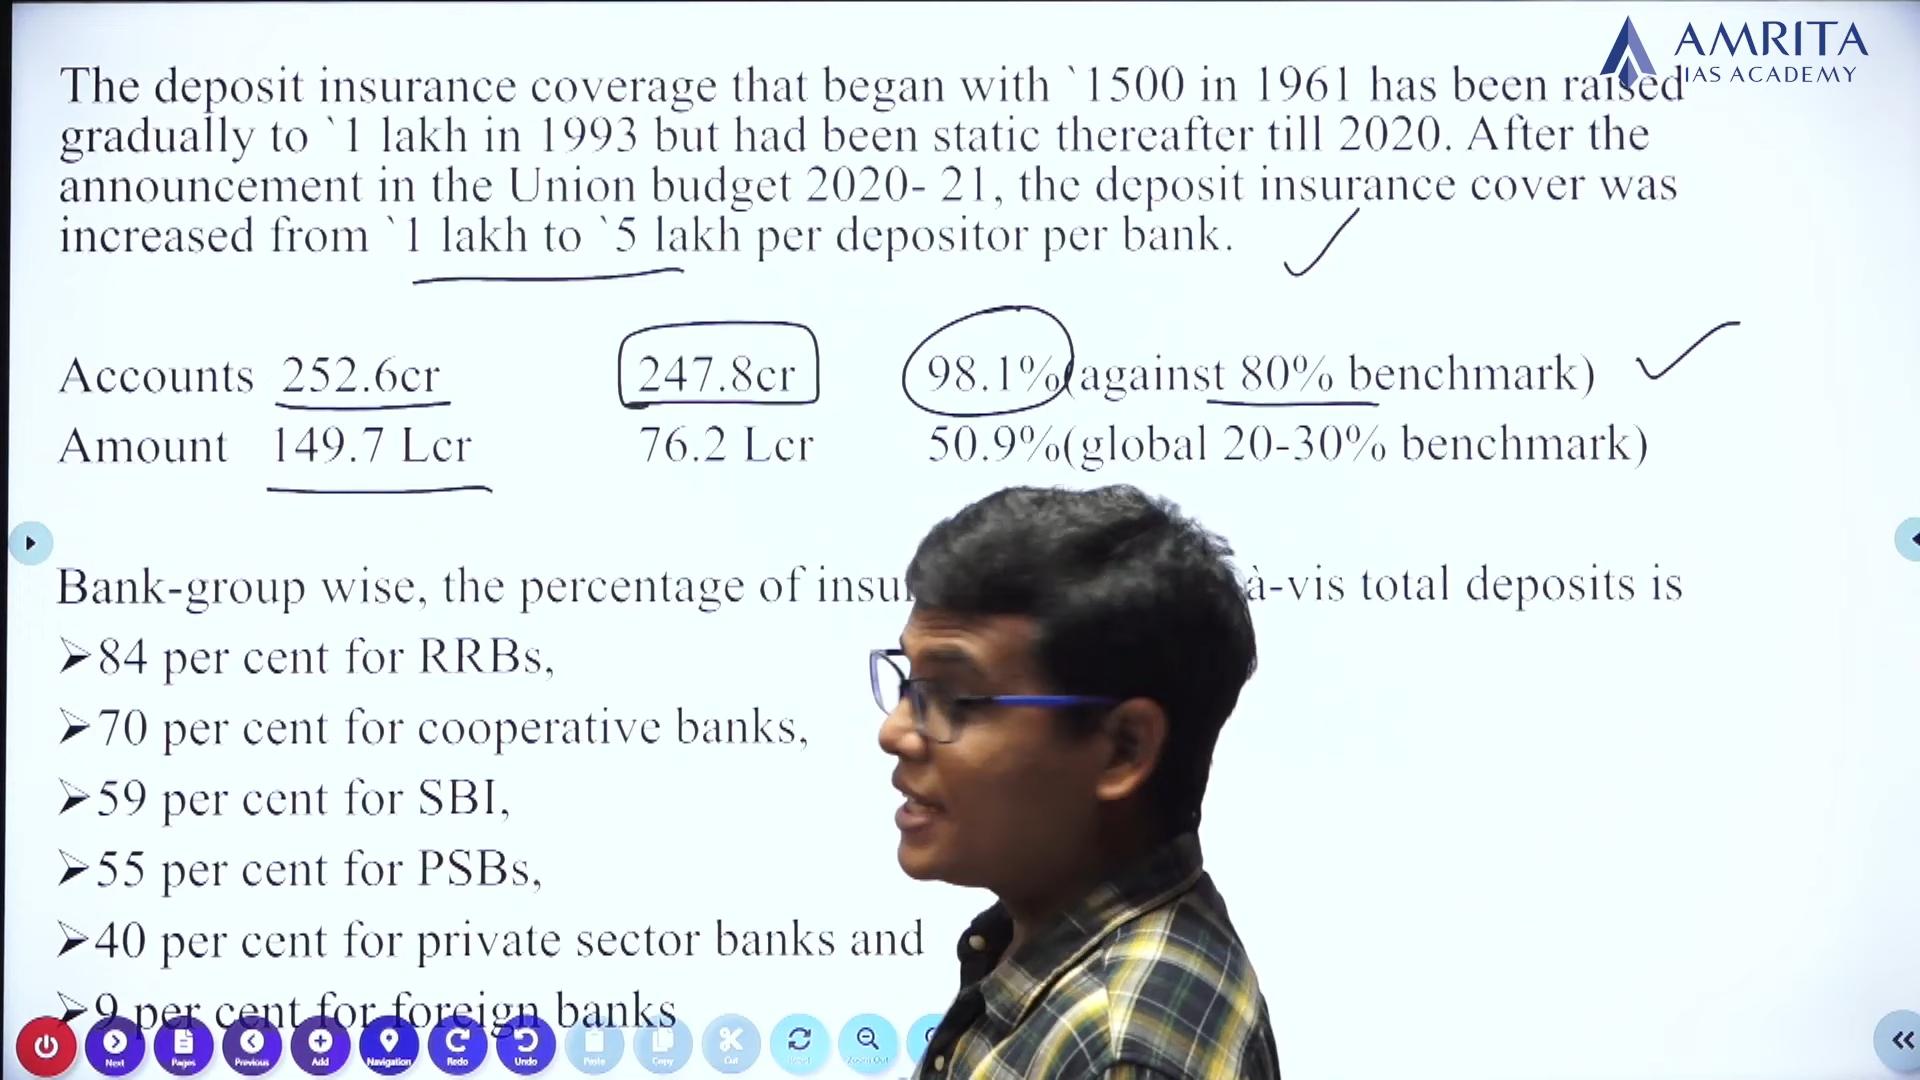 AMRITA
IAS ACADEMY
The deposit insurance coverage that began with `1500 in 1961 has been raised
gradually to `1 lakh in 1993 but had been static thereafter till 2020. After the
announcement in the Union budget 2020- 21, the deposit insurance cover was
increased from `1 lakh to `5 lakh per depositor per bank.
Accounts 252.6cr 247.8cr 98.1%(against 80% benchmark)
Amount 149.7 Lcr 76.2 Lcr 50.9%(global 20-30% benchmark)
Bank-group wise, the percentage of à-vis total deposits is
➢84 per cent for RRBs,
➢70 per cent for cooperative banks,
➢59 per cent for SBI,
➢55 per cent for PSBs,
➢40 per cent for private sector banks and
➢9 per cent for foreign banks
Next Pages Previous Add Navigation Redo Undo Paste Copy Cut Zoom Out